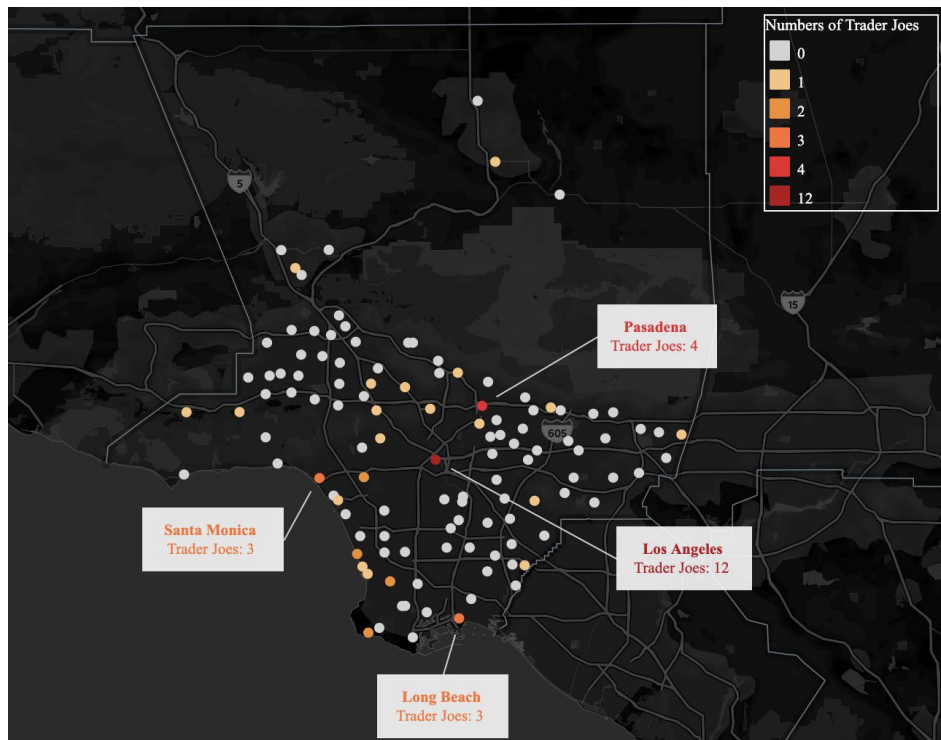 Numbers of Trader Joes
0
1
2
3
4
12
5
15
Pasadena
Trader Joes: 4
605
Santa Monica
Trader Joes: 3
Los Angeles
Trader Joes: 12
Long Beach
Trader Joes: 3